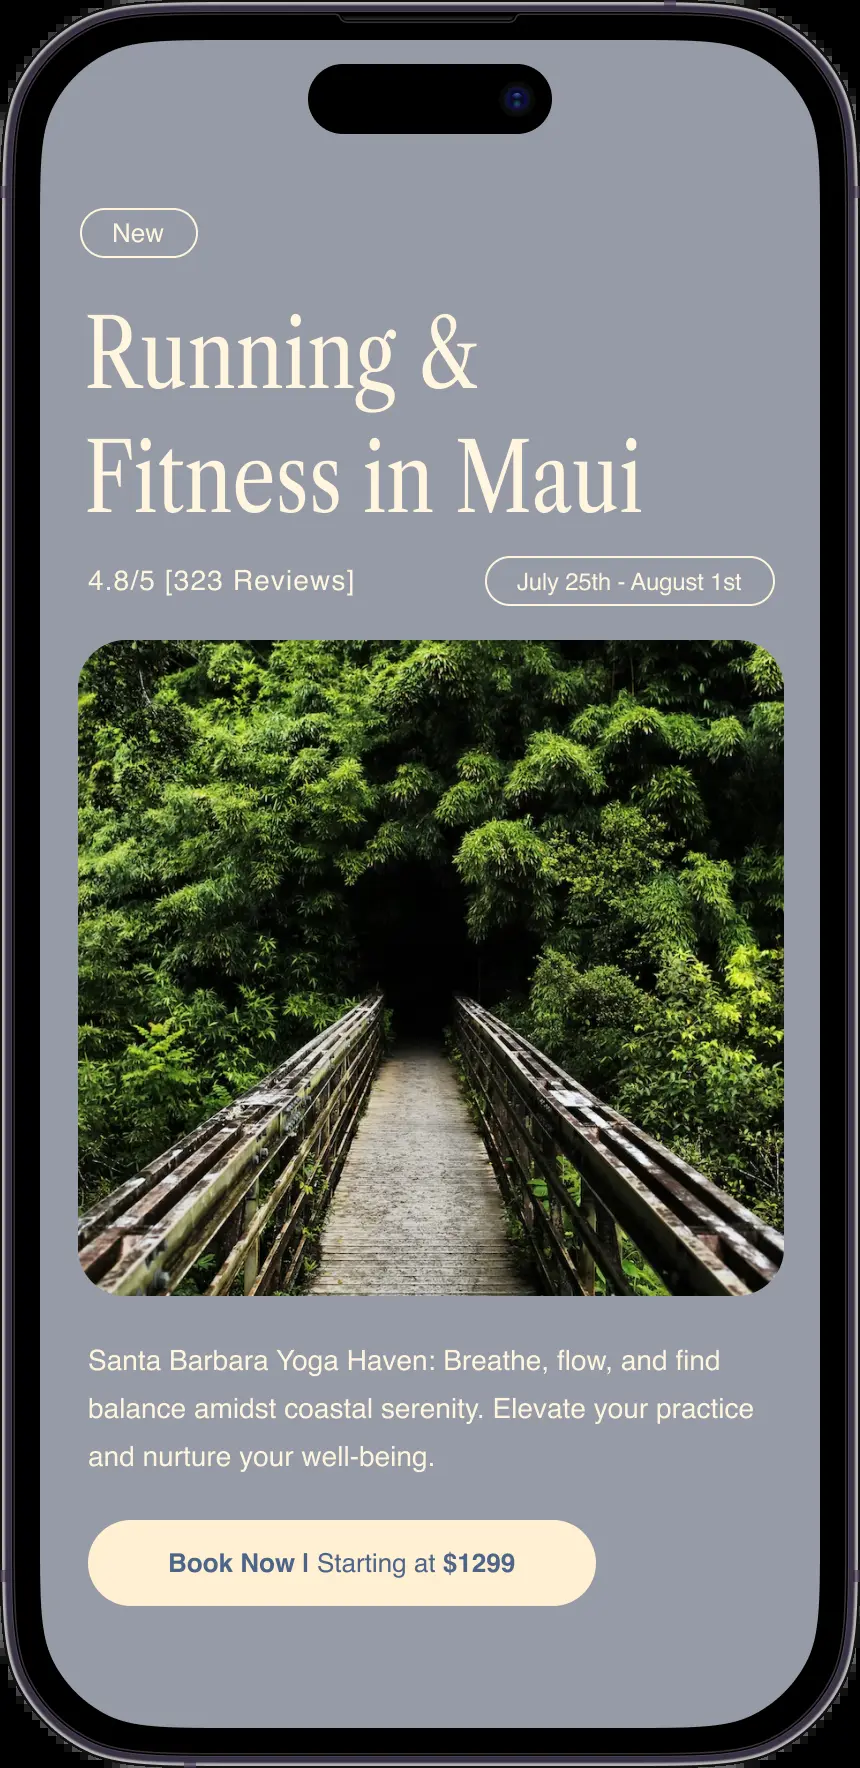 New
Running &
Fitness in Maui
4.8/5 [323 Reviews]
July 25th - August 1st
Santa Barbara Yoga Haven: Breathe, flow, and find
balance amidst coastal serenity. Elevate your practice
and nurture your well-being.
Book Now | Starting at $1299